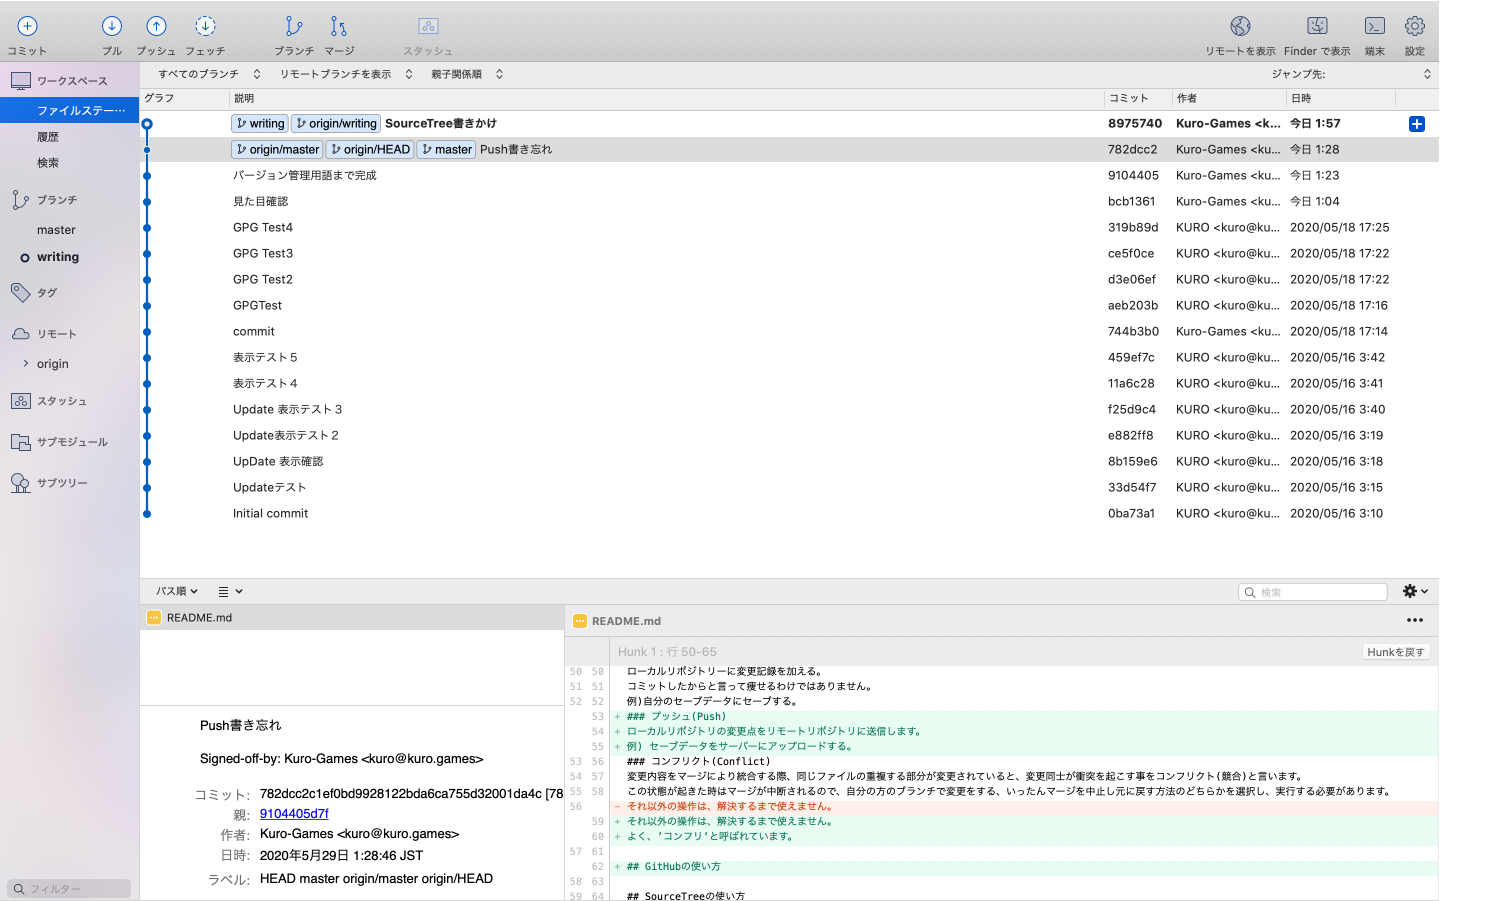 コミット プル プッシュ フェッチ ブランチ マージ スタッシュ リモートを表示 Finder で表示 端末 設定
ワークスペース
ファイルステー…
履歴
検索
ブランチ
master
writing
タグ
リモート
origin
スタッシュ
サブモジュール
サブツリー
フィルター
すべてのブランチ リモートブランチを表示 親子関係順 ジャンプ先:
グラフ 説明 コミット 作者 日時
writing origin/writing SourceTree書きかけ 8975740 Kuro-Games <k... 今日 1:57
origin/master origin/HEAD master Push書き忘れ 782dcc2 Kuro-Games <ku... 今日 1:28
バージョン管理用語まで完成 9104405 Kuro-Games <ku... 今日 1:23
見た目確認 bcb1361 Kuro-Games <ku... 今日 1:04
GPG Test4 319b89d KURO <kuro@ku... 2020/05/18 17:25
GPG Test3 ce5f0ce KURO <kuro@ku... 2020/05/18 17:22
GPG Test2 d3e06ef KURO <kuro@ku... 2020/05/18 17:22
GPGTest aeb203b KURO <kuro@ku... 2020/05/18 17:16
commit 744b3b0 Kuro-Games <ku... 2020/05/18 17:14
表示テスト５ 459ef7c KURO <kuro@ku... 2020/05/16 3:42
表示テスト４ 11a6c28 KURO <kuro@ku... 2020/05/16 3:41
Update 表示テスト３ f25d9c4 KURO <kuro@ku... 2020/05/16 3:40
Update表示テスト２ e882ff8 KURO <kuro@ku... 2020/05/16 3:19
UpDate 表示確認 8b159e6 KURO <kuro@ku... 2020/05/16 3:18
Updateテスト 33d54f7 KURO <kuro@ku... 2020/05/16 3:15
Initial commit 0ba73a1 KURO <kuro@ku... 2020/05/16 3:10
パス順 検索
README.md
Push書き忘れ
Signed-off-by: Kuro-Games <kuro@kuro.games>
コミット: 782dcc2c1ef0bd9928122bda6ca755d32001da4c [78
親: 9104405d7f
作者: Kuro-Games <kuro@kuro.games>
日時: 2020年5月29日 1:28:46 JST
ラベル: HEAD master origin/master origin/HEAD
README.md
Hunk 1 : 行 50-65 Hunkを戻す
50 50 ローカルリポジトリーに変更記録を加える。
51 51 コミットしたからと言って痩せるわけではありません。
52 52 例)自分のセーブデータにセーブする。
53 + ### プッシュ(Push)
54 + ローカルリポジトリの変更点をリモートリポジトリに送信します。
55 + 例) セーブデータをサーバーにアップロードする。
53 56 ### コンフリクト(Conflict)
54 57 変更内容をマージにより統合する際、同じファイルの重複する部分が変更されていると、変更同士が衝突を起こす事をコンフリクト(競合)と言います。
55 58 この状態が起きた時はマージが中断されるので、自分の方のブランチで変更をする、いったんマージを中止し元に戻す方法のどちらかを選択し、実行する必要があります。
56 - それ以外の操作は、解決するまで使えません。
59 + それ以外の操作は、解決するまで使えません。
60 + よく、'コンフリ'と呼ばれています。
57 61
62 + ## GitHubの使い方
58 63
59 64 ## SourceTreeの使い方